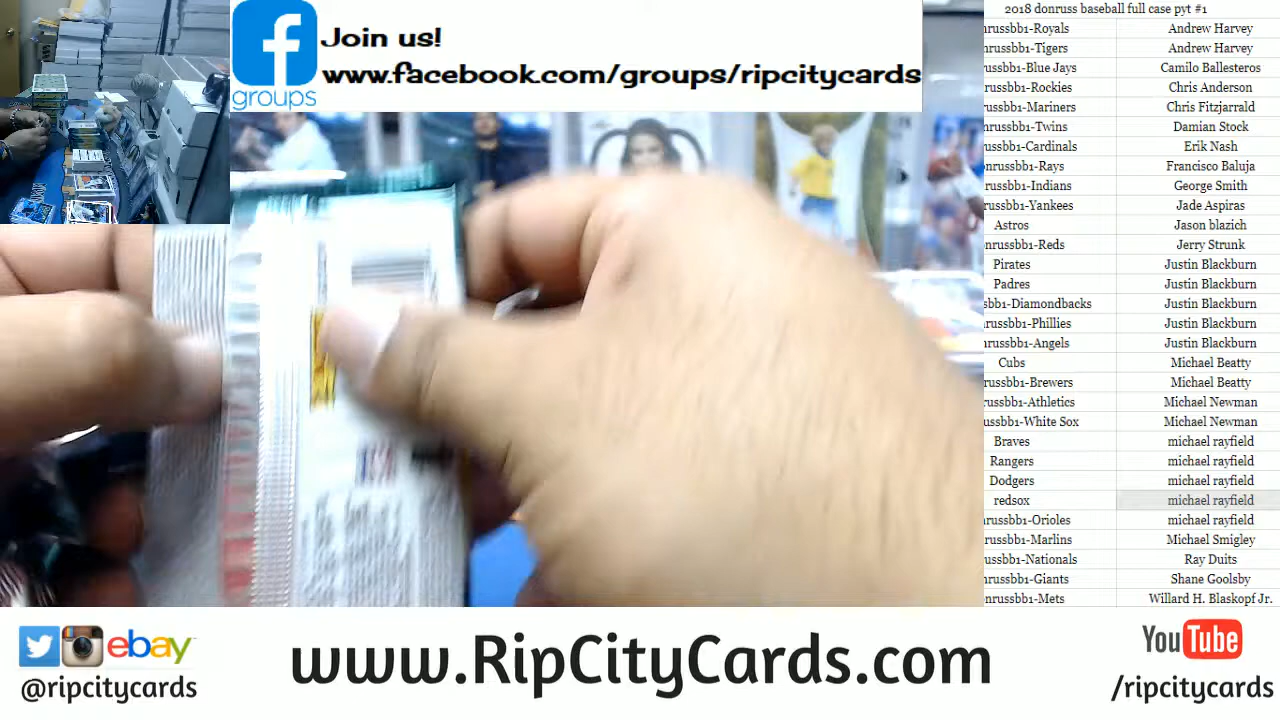 Join us!
www.facebook.com/groups/ripcitycards
f
groups
2018 donruss baseball full case pyt #1
nrussbb1-Royals Andrew Harvey
nrussbb1-Tigers Andrew Harvey
russbb1-Blue Jays Camilo Ballesteros
nrussbb1-Rockies Chris Anderson
russbb1-Mariners Chris Fitzjarrald
nrussbb1-Twins Damian Stock
russbb1-Cardinals Erik Nash
onrussbb1-Rays Francisco Baluja
nrussbb1-Indians George Smith
russbb1-Yankees Jade Aspiras
Astros Jason blazich
onrussbb1-Reds Jerry Strunk
Pirates Justin Blackburn
Padres Justin Blackburn
sbb1-Diamondbacks Justin Blackburn
russbb1-Phillies Justin Blackburn
nrussbb1-Angels Justin Blackburn
Cubs Michael Beatty
russbb1-Brewers Michael Beatty
russbb1-Athletics Michael Newman
ussbb1-White Sox Michael Newman
Braves michael rayfield
Rangers michael rayfield
Dodgers michael rayfield
redsox michael rayfield
nrussbb1-Orioles michael rayfield
russbb1-Marlins Michael Smigley
russbb1-Nationals Ray Duits
nrussbb1-Giants Shane Goolsby
onrussbb1-Mets Willard H. Blaskopf Jr.
ebay
@ripcitycards
www.RipCityCards.com
YouTube
/ripcitycards